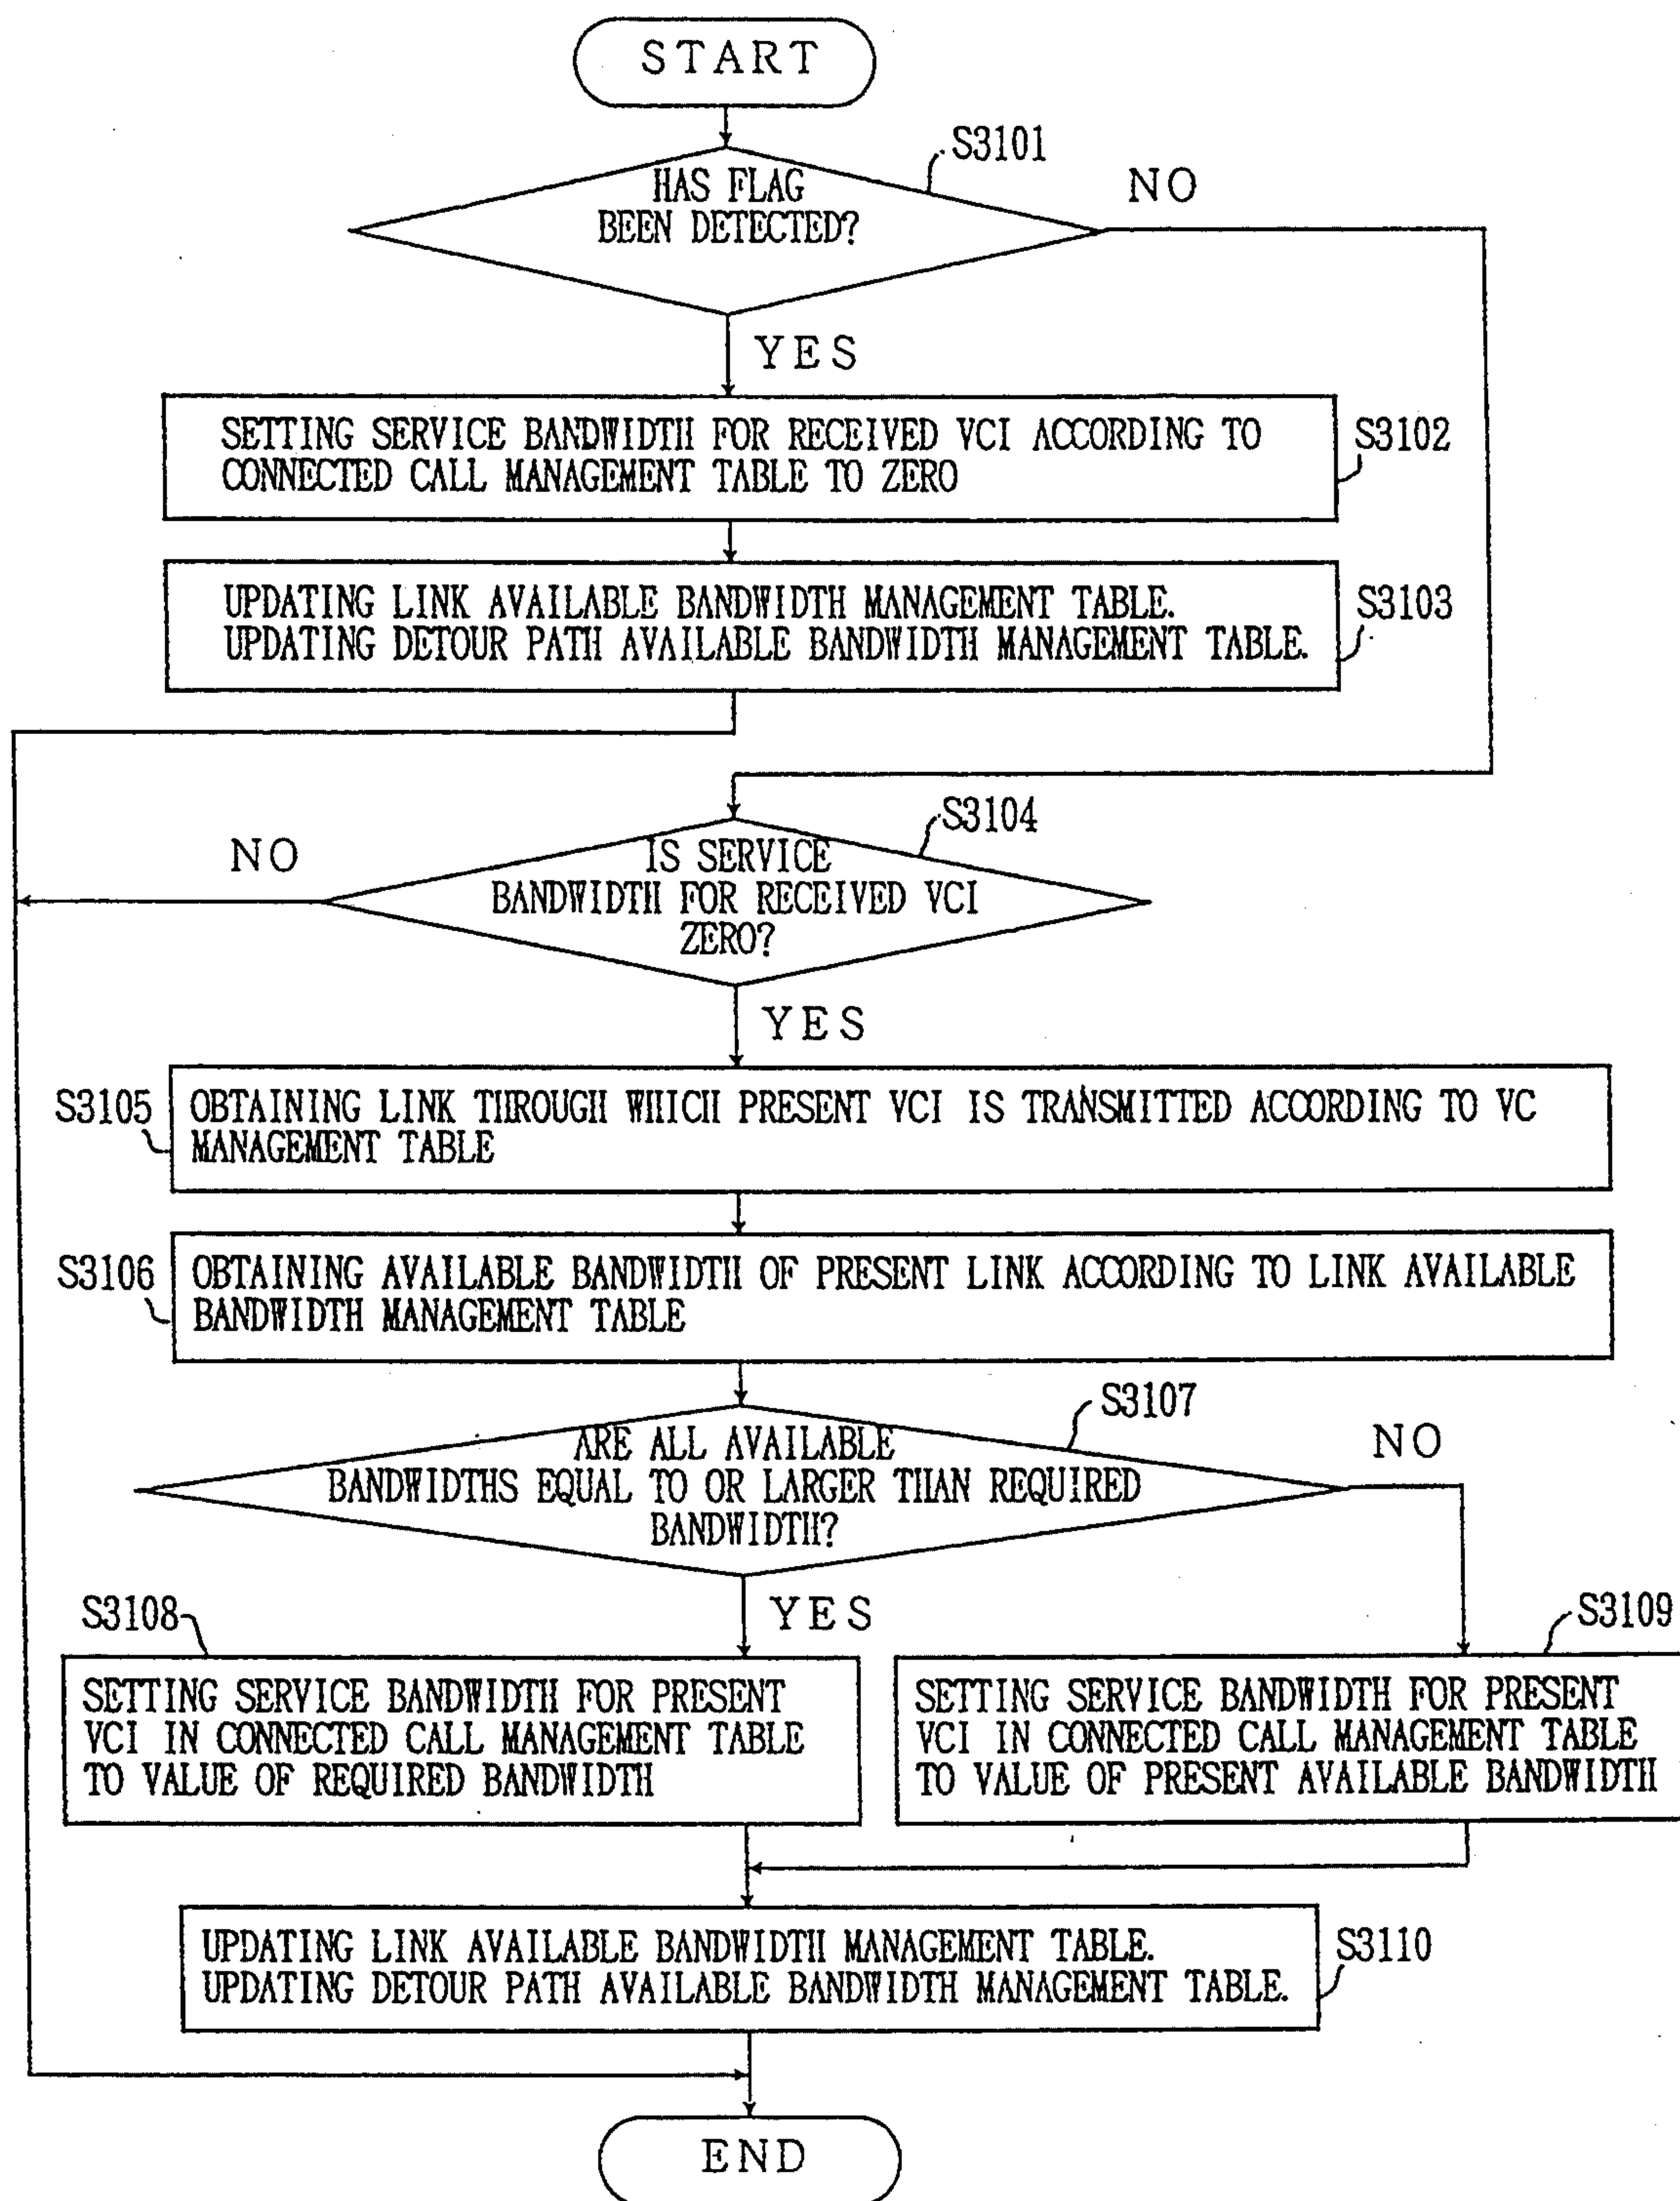 START
S3101
HAS FLAG
BEEN DETECTED?
NO
YES
SETTING SERVICE BANDWIDTH FOR RECEIVED VCI ACCORDING TO
CONNECTED CALL MANAGEMENT TABLE TO ZERO
S3102
UPDATING LINK AVAILABLE BANDWIDTH MANAGEMENT TABLE.
UPDATING DETOUR PATH AVAILABLE BANDWIDTH MANAGEMENT TABLE.
S3103
S3104
NO
IS SERVICE
BANDWIDTH FOR RECEIVED VCI
ZERO?
YES
S3105
OBTAINING LINK THROUGH WHICH PRESENT VCI IS TRANSMITTED ACCORDING TO VC
MANAGEMENT TABLE
S3106
OBTAINING AVAILABLE BANDWIDTH OF PRESENT LINK ACCORDING TO LINK AVAILABLE
BANDWIDTH MANAGEMENT TABLE
S3107
ARE ALL AVAILABLE
BANDWIDTHS EQUAL TO OR LARGER THAN REQUIRED
BANDWIDTH?
NO
YES
S3108
SETTING SERVICE BANDWIDTH FOR PRESENT
VCI IN CONNECTED CALL MANAGEMENT TABLE
TO VALUE OF REQUIRED BANDWIDTH
S3109
SETTING SERVICE BANDWIDTH FOR PRESENT
VCI IN CONNECTED CALL MANAGEMENT TABLE
TO VALUE OF PRESENT AVAILABLE BANDWIDTH
UPDATING LINK AVAILABLE BANDWIDTH MANAGEMENT TABLE.
UPDATING DETOUR PATH AVAILABLE BANDWIDTH MANAGEMENT TABLE.
S3110
END